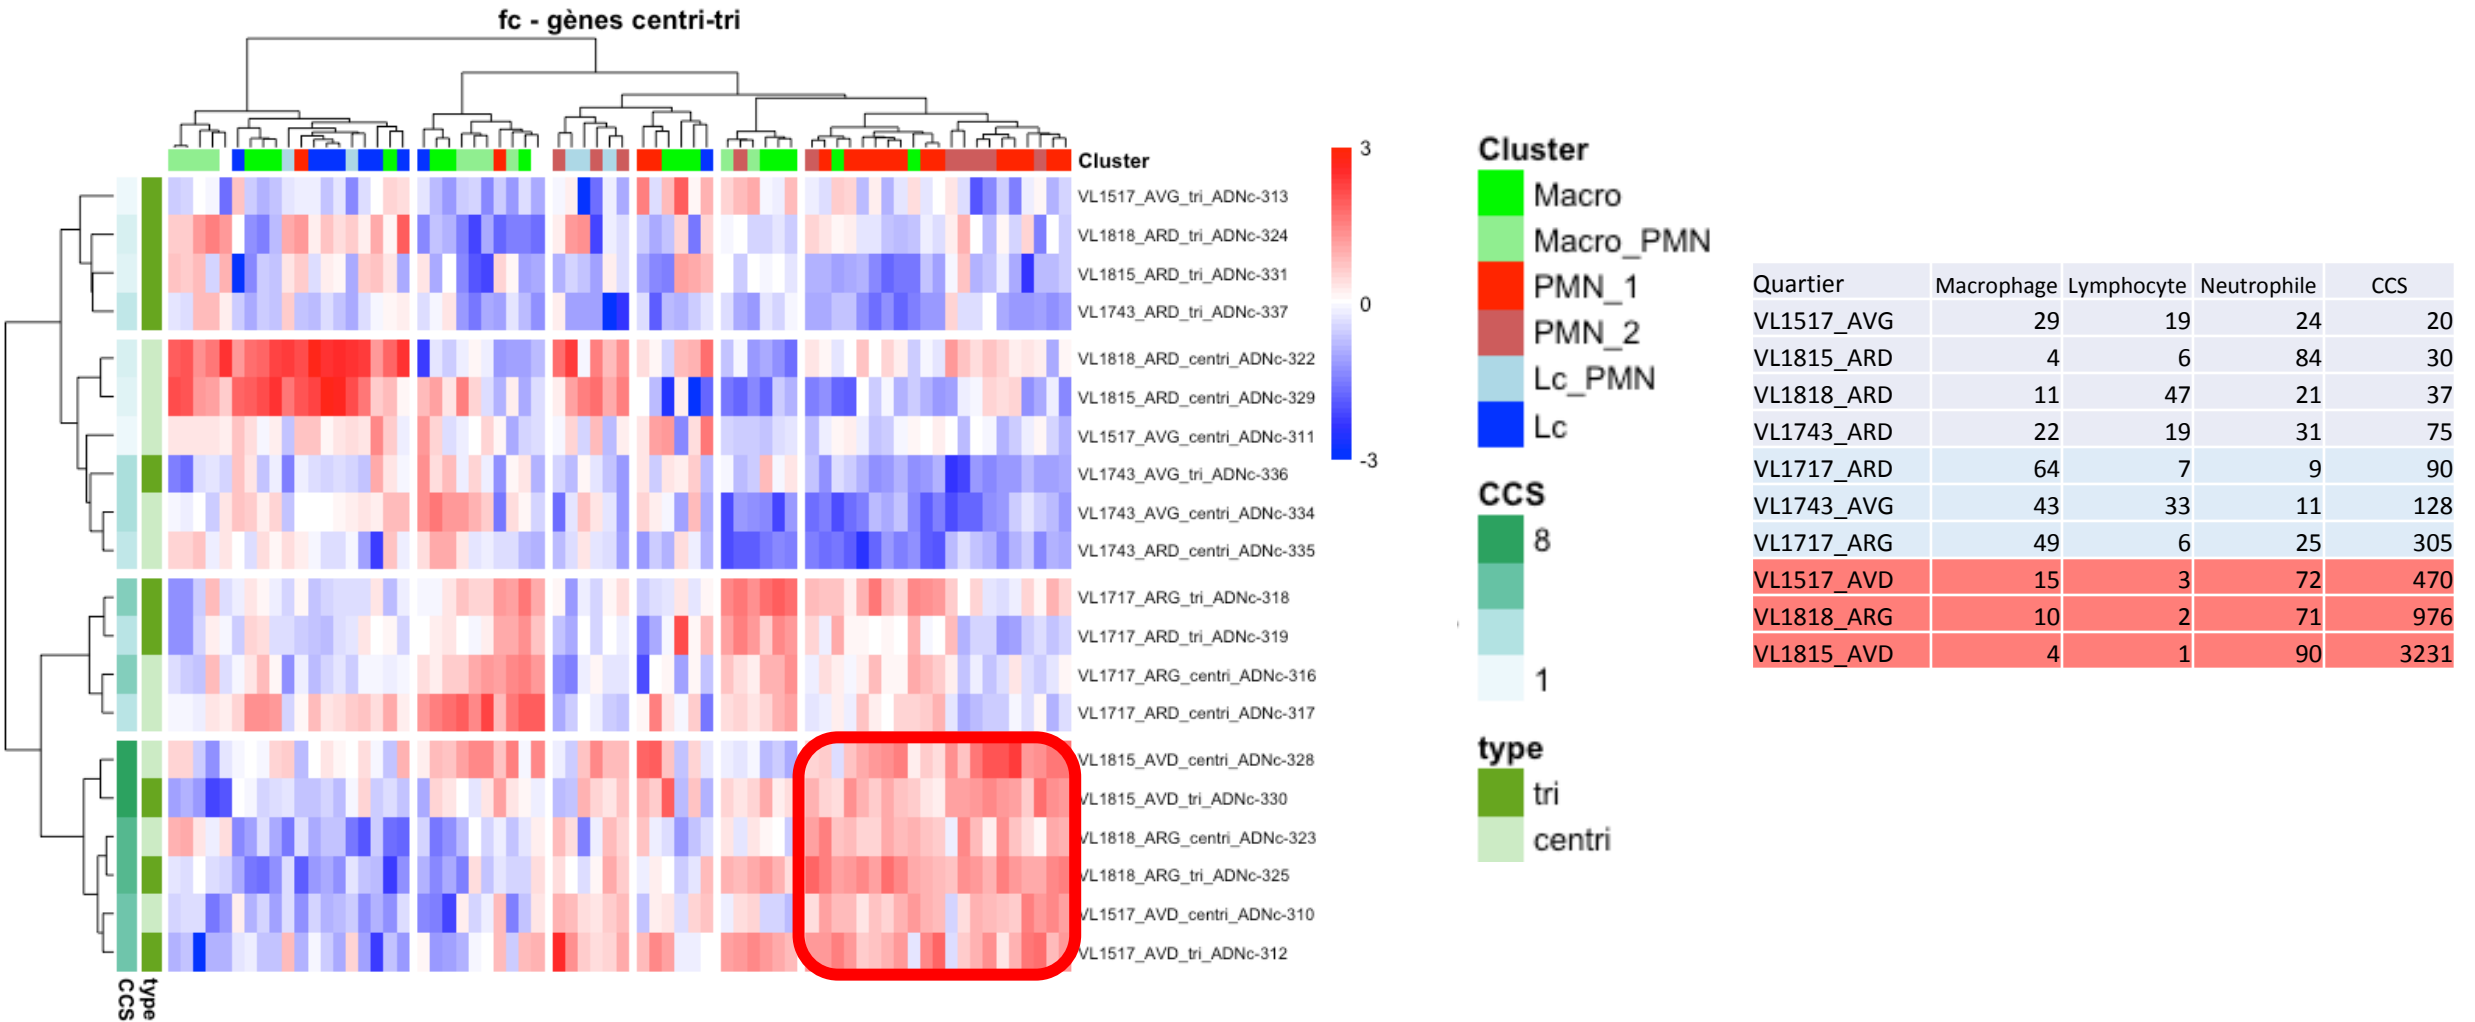 fc - gènes centri-tri
Cluster
VL1517_AVG_tri_ADNc-313
VL1818_ARD_tri_ADNc-324
VL1815_ARD_tri_ADNc-331
VL1743_ARD_tri_ADNc-337
VL1818_ARD_centri_ADNc-322
VL1815_ARD_centri_ADNc-329
VL1517_AVG_centri_ADNc-311
VL1743_AVG_tri_ADNc-336
VL1743_AVG_centri_ADNc-334
VL1743_ARD_centri_ADNc-335
VL1717_ARG_tri_ADNc-318
VL1717_ARD_tri_ADNc-319
VL1717_ARG_centri_ADNc-316
VL1717_ARD_centri_ADNc-317
VL1815_AVD_centri_ADNc-328
VL1815_AVD_tri_ADNc-330
VL1818_ARG_centri_ADNc-323
VL1818_ARG_tri_ADNc-325
VL1517_AVD_centri_ADNc-310
VL1517_AVD_tri_ADNc-312
CCS
type
3
0
-3
Cluster
Macro
Macro_PMN
PMN_1
PMN_2
Lc_PMN
Lc
CCS
8
1
type
tri
centri
Quartier Macrophage Lymphocyte Neutrophile CCS
VL1517_AVG 29 19 24 20
VL1815_ARD 4 6 84 30
VL1818_ARD 11 47 21 37
VL1743_ARD 22 19 31 75
VL1717_ARD 64 7 9 90
VL1743_AVG 43 33 11 128
VL1717_ARG 49 6 25 305
VL1517_AVD 15 3 72 470
VL1818_ARG 10 2 71 976
VL1815_AVD 4 1 90 3231